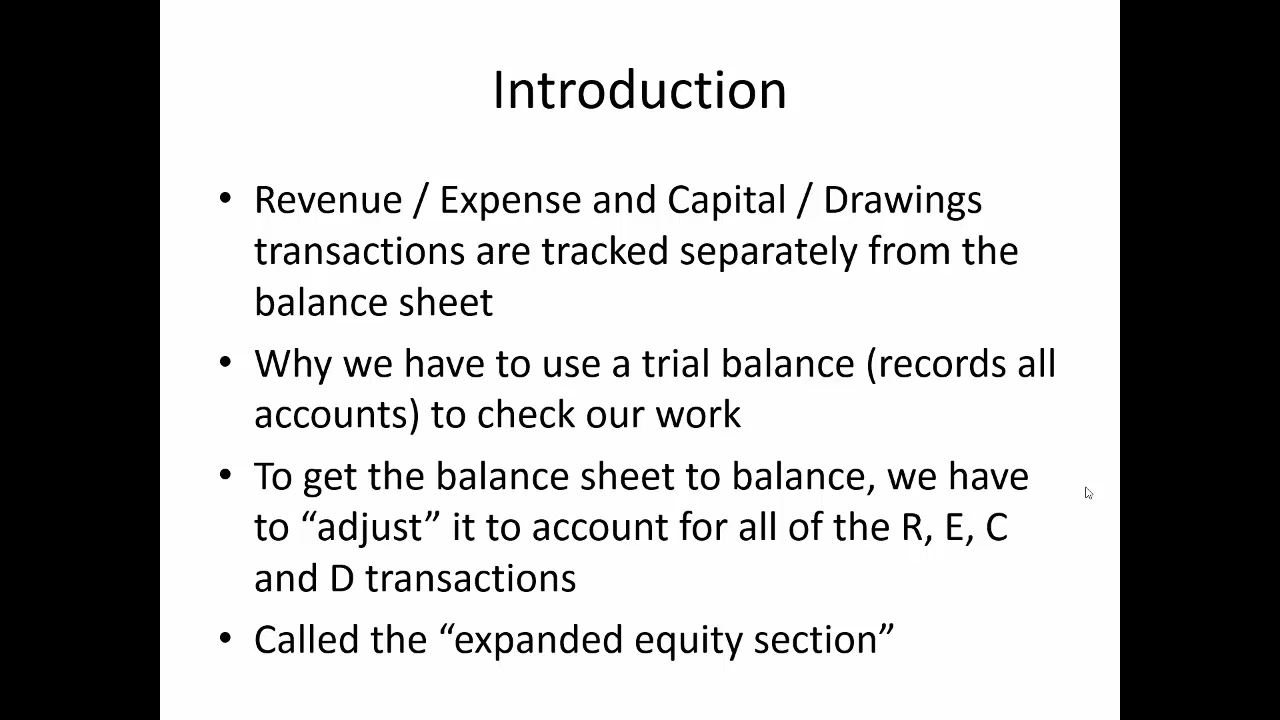 Introduction
• Revenue / Expense and Capital / Drawings
transactions are tracked separately from the
balance sheet
• Why we have to use a trial balance (records all
accounts) to check our work
• To get the balance sheet to balance, we have
to “adjust” it to account for all of the R, E, C
and D transactions
• Called the “expanded equity section”